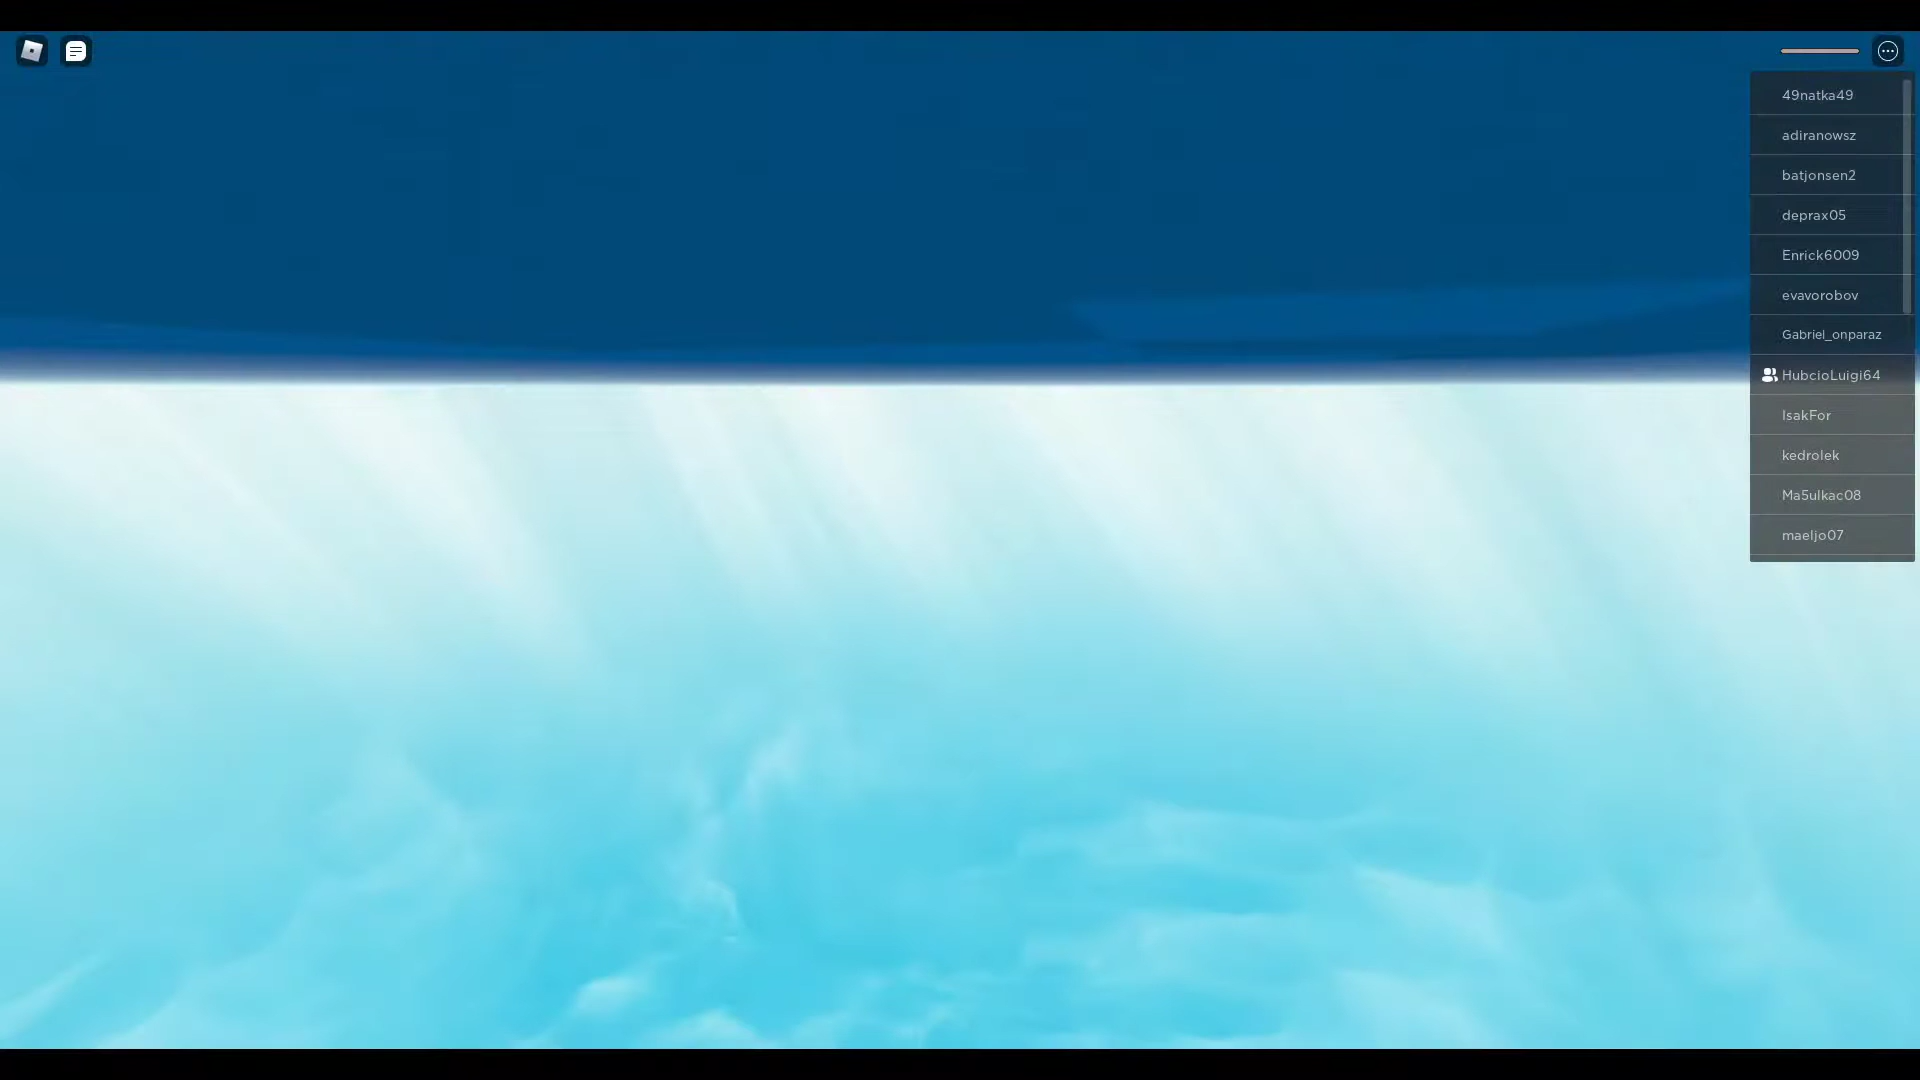 49natka49
adiranowsz
batjonsen2
deprax05
Enrick6009
evavorobov
Gabriel_onparaz
HubcioLuigi64
IsakFor
kedrolek
Ma5ulkac08
maeljo07